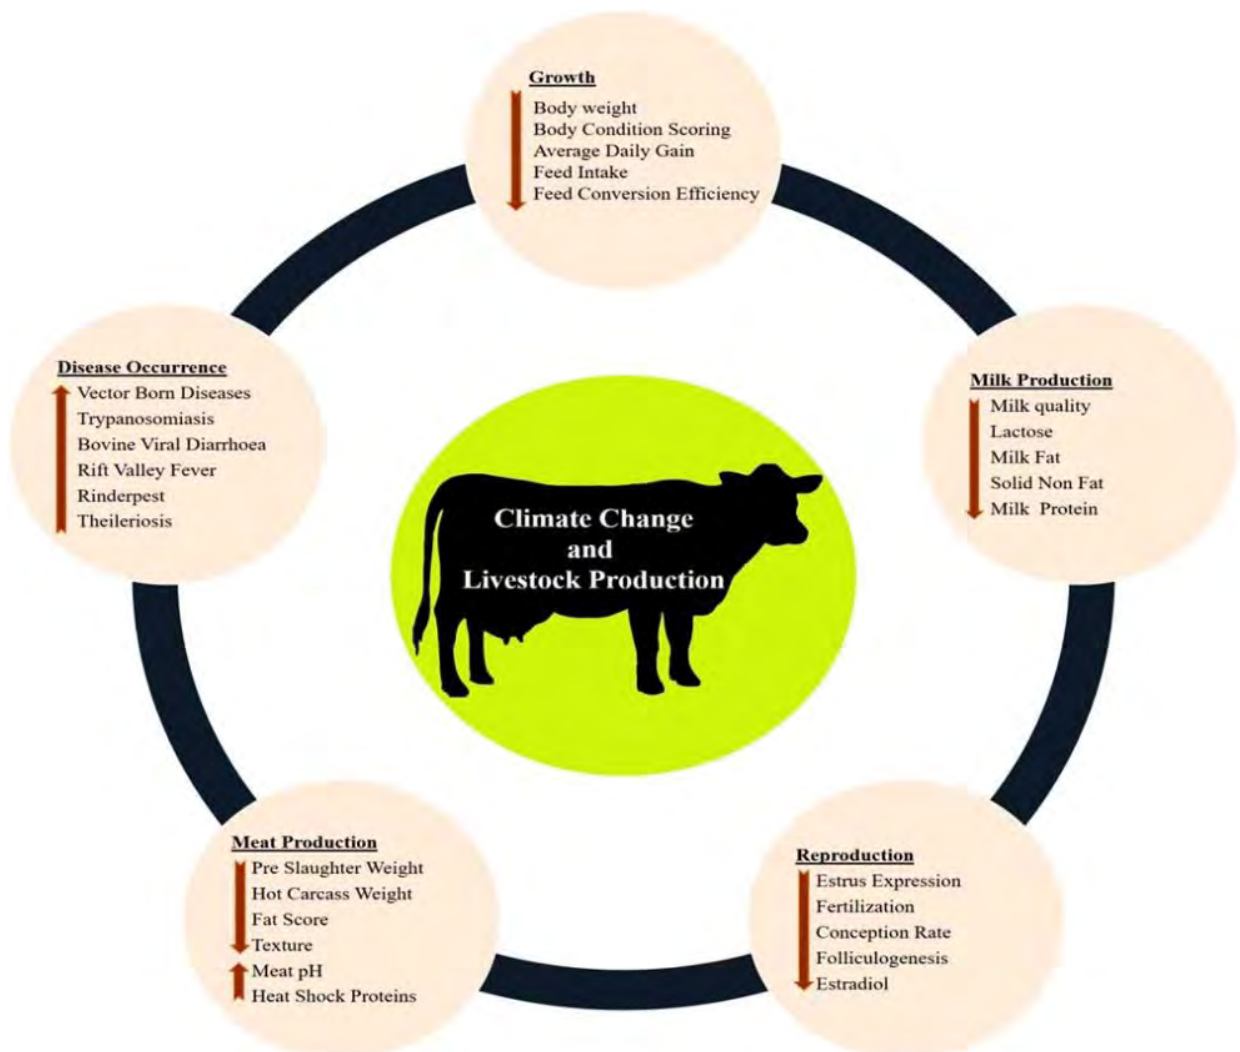 Growth
Body weight
Body Condition Scoring
Average Daily Gain
Feed Intake
Feed Conversion Efficiency
Disease Occurrence
Vector Born Diseases
Trypanosomiasis
Bovine Viral Diarrhoea
Rift Valley Fever
Rinderpest
Theileriosis
Milk Production
Milk quality
Lactose
Milk Fat
Solid Non Fat
Milk Protein
Climate Change
and
Livestock Production
Meat Production
Pre Slaughter Weight
Hot Carcass Weight
Fat Score
Texture
Meat pH
Heat Shock Proteins
Reproduction
Estrus Expression
Fertilization
Conception Rate
Folliculogenesis
Estradiol